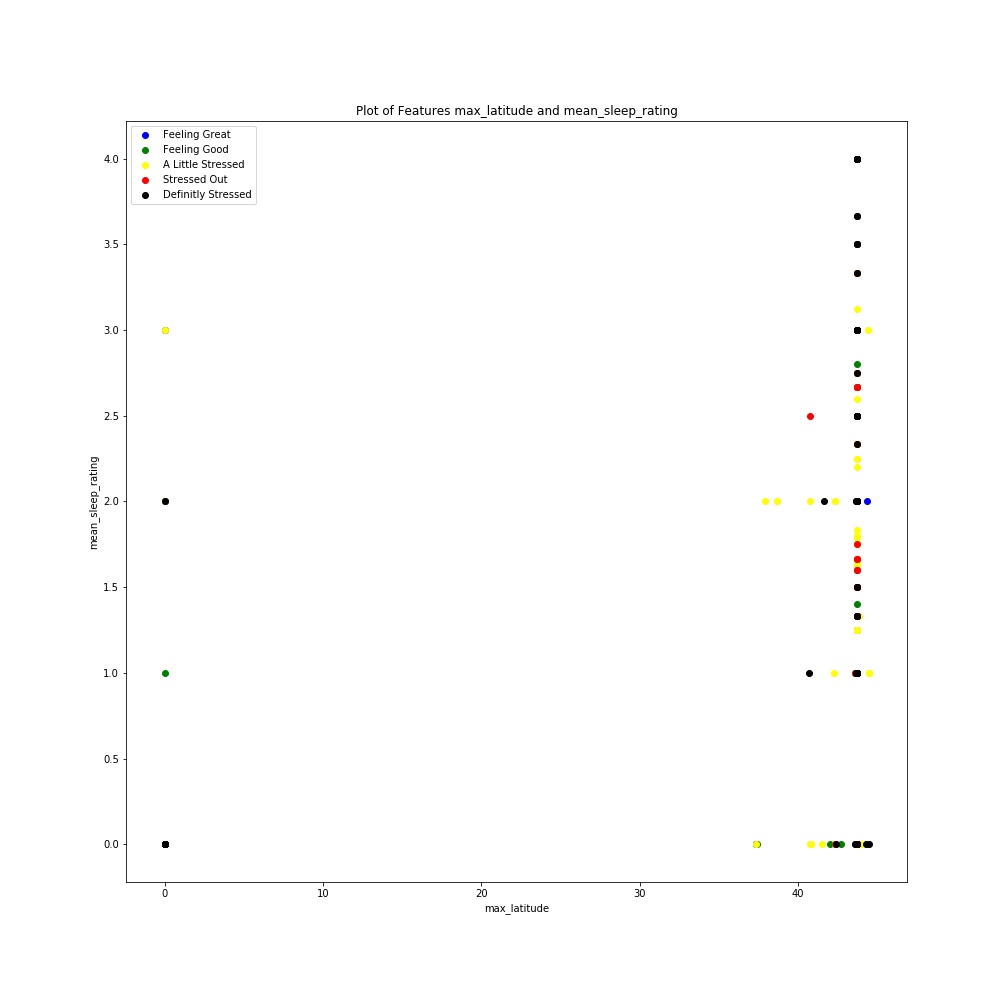 Plot of Features max_latitude and mean_sleep_rating
Feeling Great
Feeling Good
A Little Stressed
Stressed Out
Definitly Stressed
4.0
3.5
3.0
2.5
2.0
1.5
1.0
0.5
0.0
mean_sleep_rating
0 10 20 30 40
max_latitude